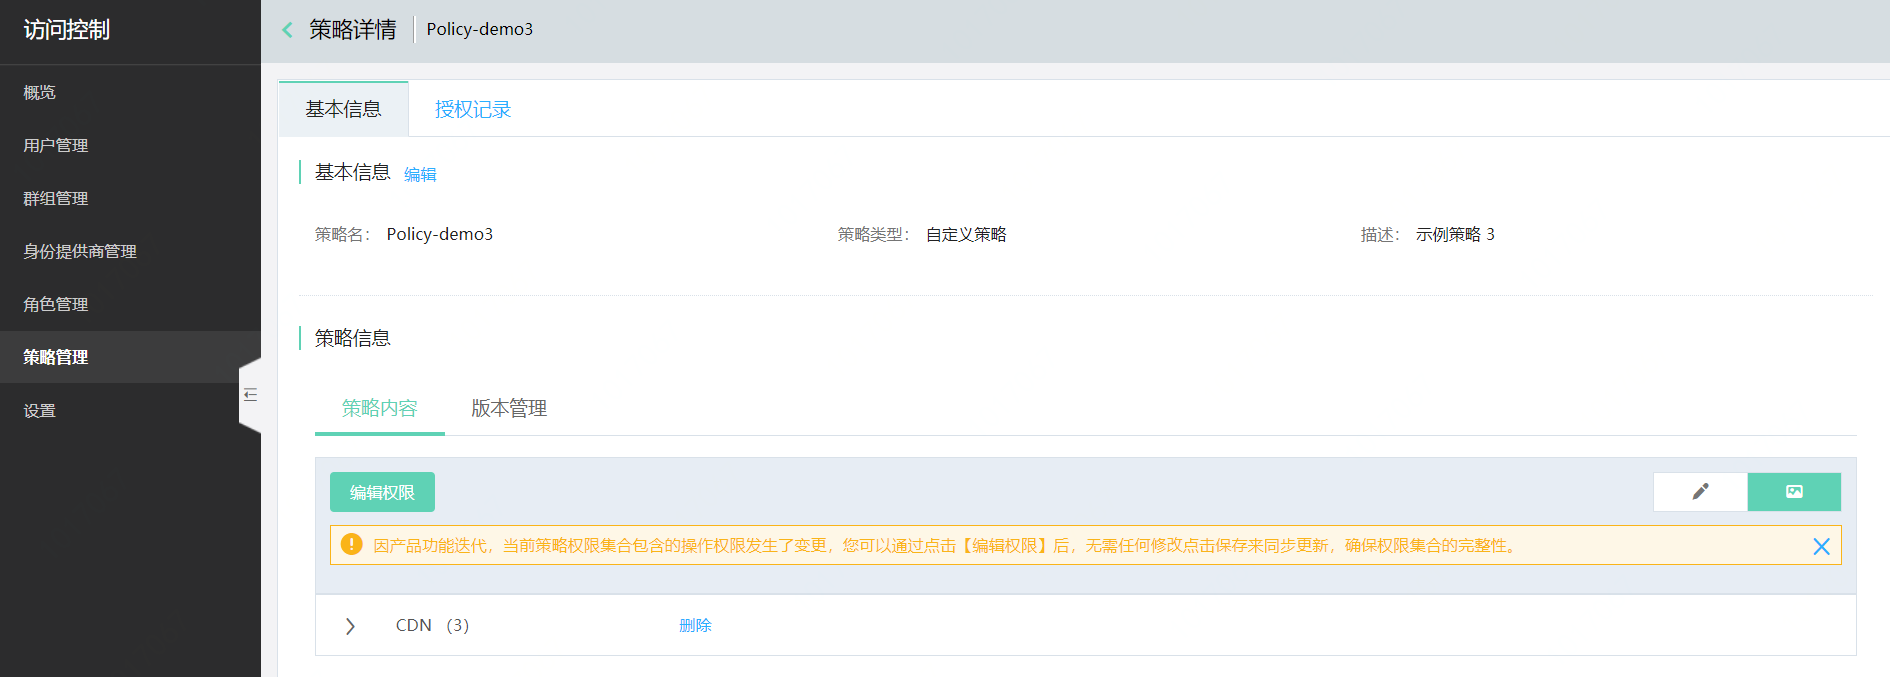 访问控制
概览
用户管理
群组管理
身份提供商管理
角色管理
策略管理
设置
策略详情 Policy-demo3
基本信息 授权记录
基本信息 编辑
策略名： Policy-demo3 策略类型： 自定义策略 描述： 示例策略 3
策略信息
策略内容 版本管理
编辑权限
因产品功能迭代，当前策略权限集合包含的操作权限发生了变更，您可以通过点击【编辑权限】后，无需任何修改点击保存来同步更新，确保权限集合的完整性。
CDN （3） 删除